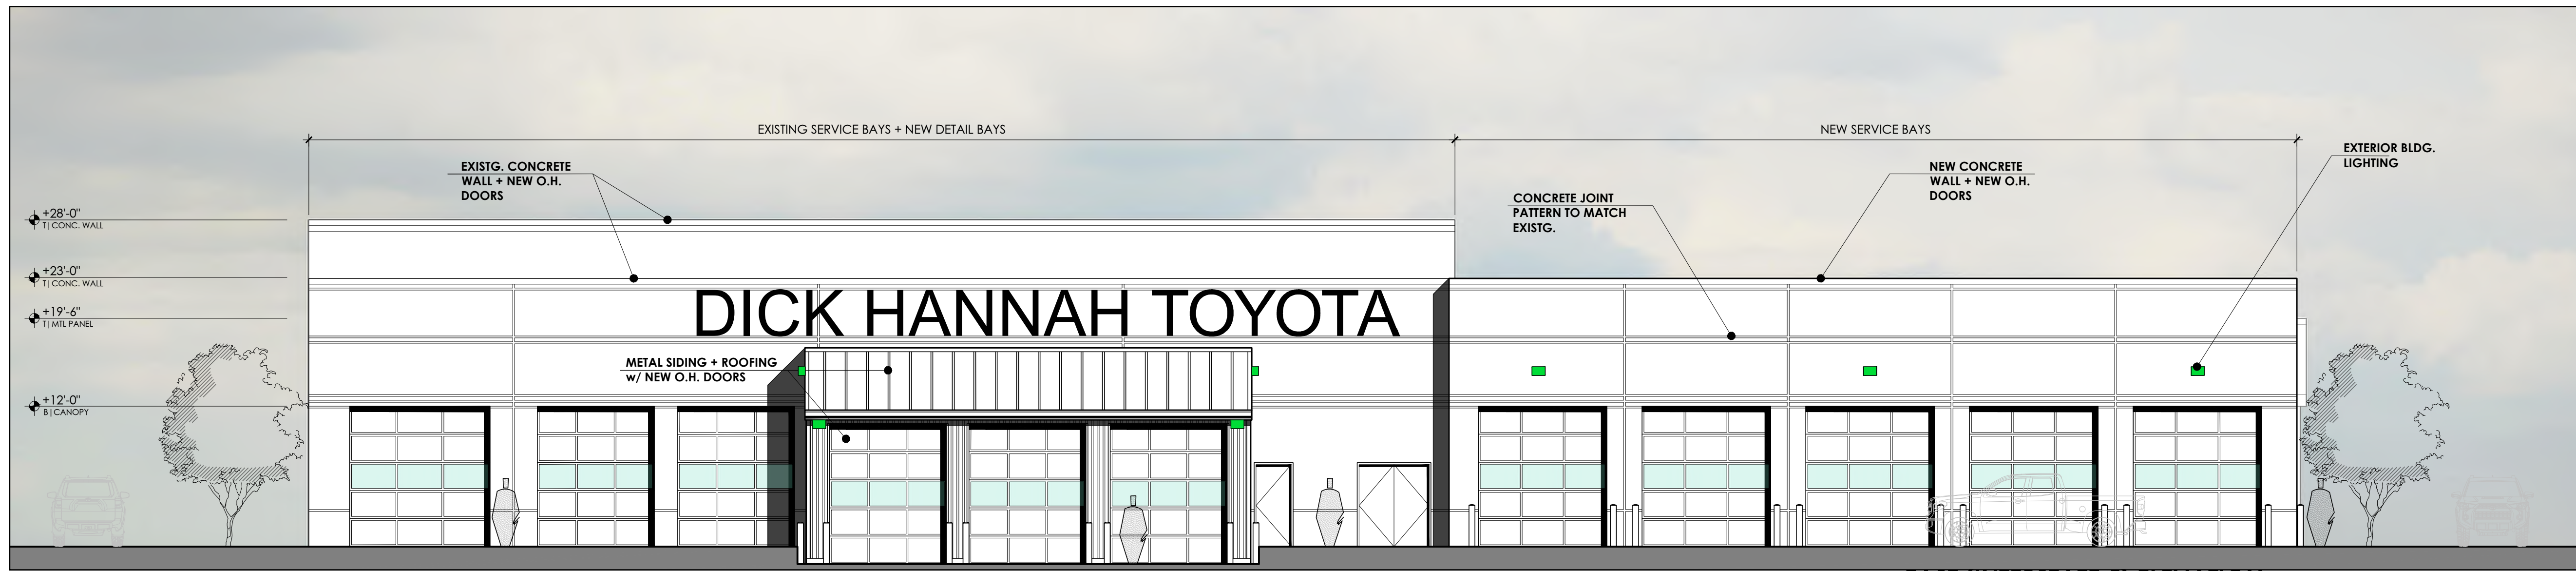 EXISTING SERVICE BAYS + NEW DETAIL BAYS
NEW SERVICE BAYS
EXISTG. CONCRETE
WALL + NEW O.H.
DOORS
CONCRETE JOINT
PATTERN TO MATCH
EXISTG.
NEW CONCRETE
WALL + NEW O.H.
DOORS
EXTERIOR BLDG.
LIGHTING
+28'-0"
T|CONC. WALL
+23'-0"
T|CONC. WALL
+19'-6"
T|MTL PANEL
+12'-0"
B|CANOPY
DICK HANNAH TOYOTA
METAL SIDING + ROOFING
w/ NEW O.H. DOORS